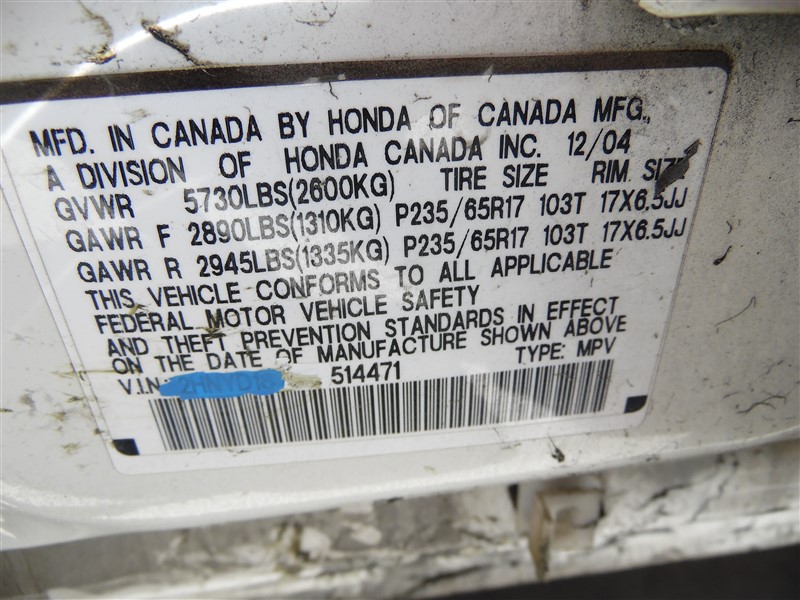 MFD. IN CANADA BY HONDA OF CANADA MFG.,
A DIVISION OF HONDA CANADA INC. 12/04
GVWR 5730LBS(2600KG) TIRE SIZE RIM SIZE
GAWR F 2890LBS(1310KG) P235/65R17 103T 17X6.5JJ
GAWR R 2945LBS(1335KG) P235/65R17 103T 17X6.5JJ
THIS VEHICLE CONFORMS TO ALL APPLICABLE
FEDERAL MOTOR VEHICLE SAFETY
AND THEFT PREVENTION STANDARDS IN EFFECT
ON THE DATE OF MANUFACTURE SHOWN ABOVE
V.I.N: 514471 TYPE: MPV